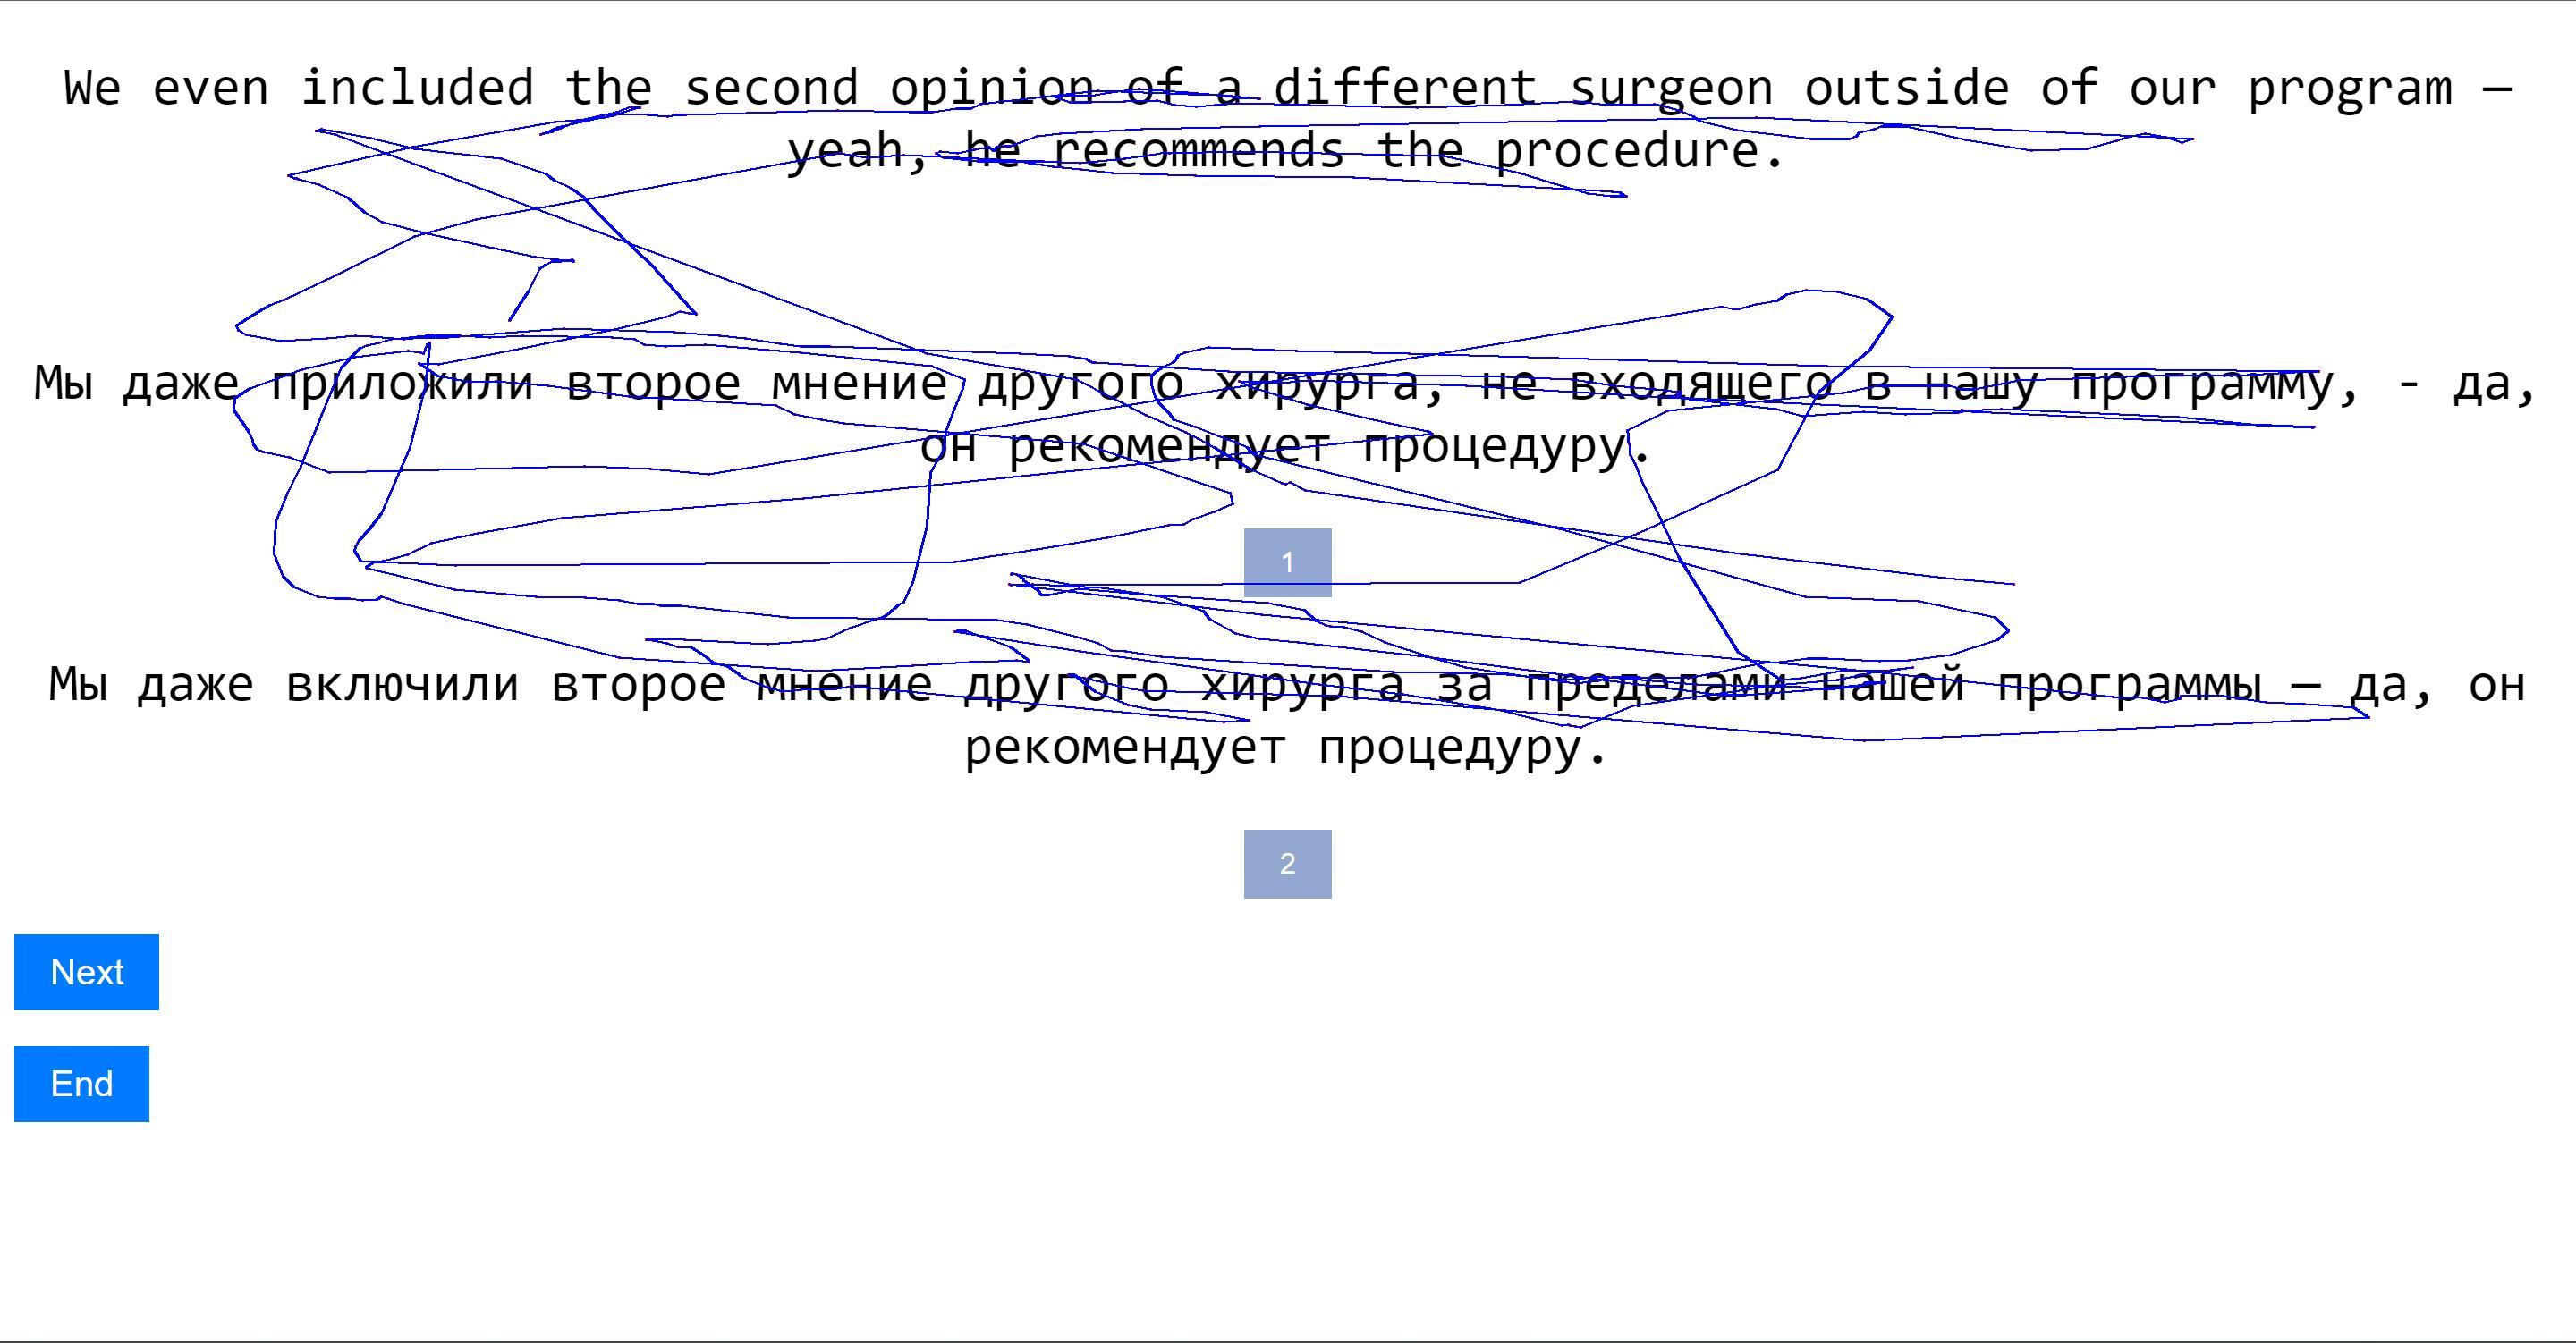 We even included the second opinion of a different surgeon outside of our program —
yeah, he recommends the procedure.
Мы даже приложили второе мнение другого хирурга, не входящего в нашу программу, - да,
он рекомендует процедуру.
1
Мы даже включили второе мнение другого хирурга за пределами нашей программы — да, он
рекомендует процедуру.
2
Next
End